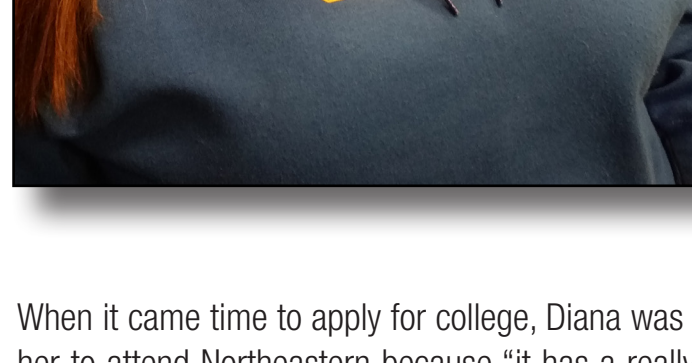 When it came time to apply for college, Diana was
her to attend Northeastern because “it has a really